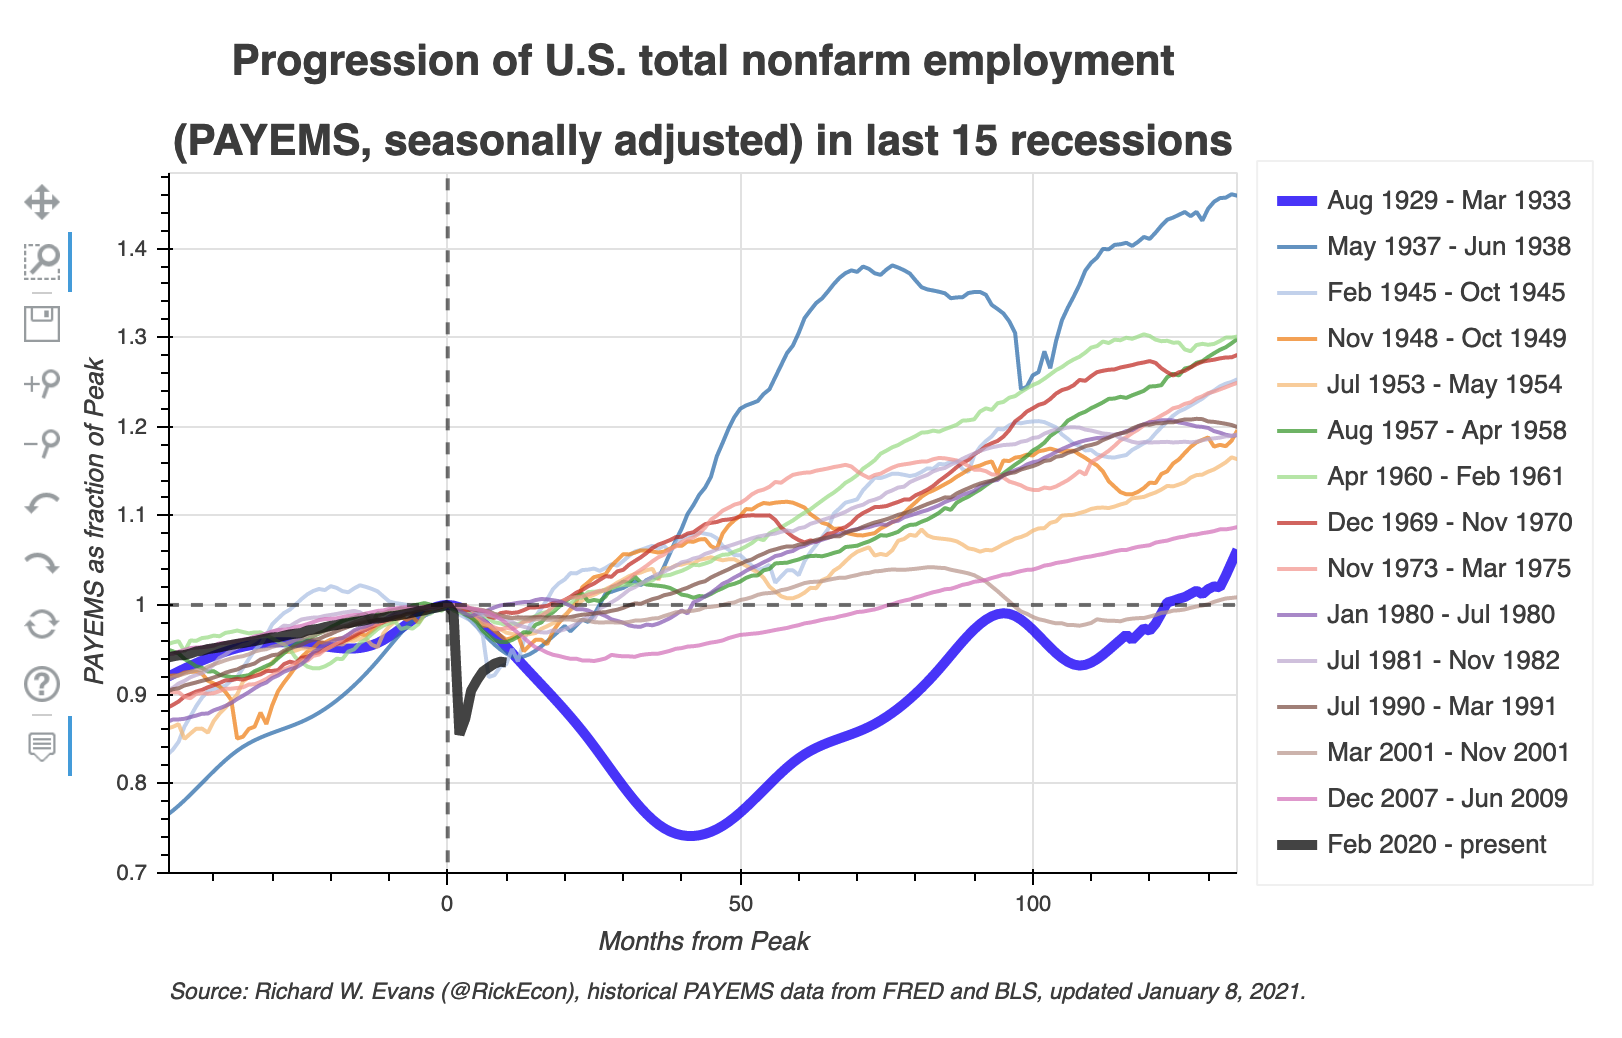 Progression of U.S. total nonfarm employment
(PAYEMS, seasonally adjusted) in last 15 recessions
PAYEMS as fraction of Peak
1.4
1.3
1.2
1.1
1
0.9
0.8
0.7
0
50
100
Months from Peak
Aug 1929 - Mar 1933
May 1937 - Jun 1938
Feb 1945 - Oct 1945
Nov 1948 - Oct 1949
Jul 1953 - May 1954
Aug 1957 - Apr 1958
Apr 1960 - Feb 1961
Dec 1969 - Nov 1970
Nov 1973 - Mar 1975
Jan 1980 - Jul 1980
Jul 1981 - Nov 1982
Jul 1990 - Mar 1991
Mar 2001 - Nov 2001
Dec 2007 - Jun 2009
Feb 2020 - present
Source: Richard W. Evans (@RickEcon), historical PAYEMS data from FRED and BLS, updated January 8, 2021.